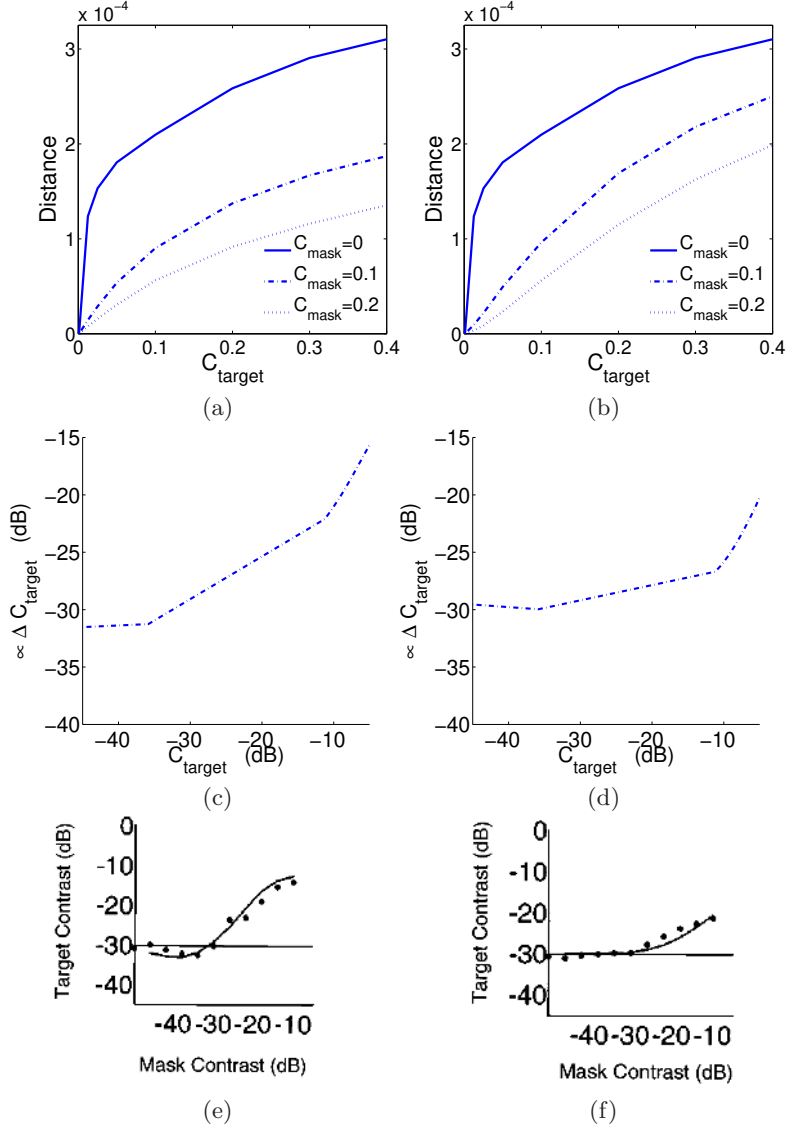 x 10⁻⁴
3
2
1
0
Distance
C_mask=0
C_mask=0.1
C_mask=0.2
0 0.1 0.2 0.3 0.4
C_target
(a)
x 10⁻⁴
3
2
1
0
Distance
C_mask=0
C_mask=0.1
C_mask=0.2
0 0.1 0.2 0.3 0.4
C_target
(b)
−15
−20
−25
−30
−35
−40
∝ Δ C_target (dB)
−40 −30 −20 −10
C_target (dB)
(c)
−15
−20
−25
−30
−35
−40
∝ Δ C_target (dB)
−40 −30 −20 −10
C_target (dB)
(d)
0
-10
-20
-30
-40
Target Contrast (dB)
-40 -30 -20 -10
Mask Contrast (dB)
(e)
0
-10
-20
-30
-40
Target Contrast (dB)
-40 -30 -20 -10
Mask Contrast (dB)
(f)